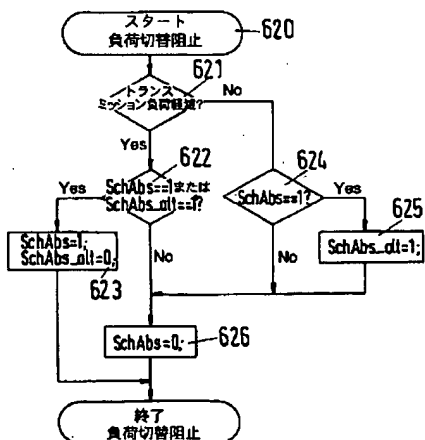 スタート
負荷切替阻止
620
621
トランス
ミッション負荷軽減?
No
Yes
622
SchAbs==1または
SchAbs_alt==1?
Yes
No
624
SchAbs==1?
Yes
No
625
SchAbs_alt=1;
SchAbs=1;
SchAbs_alt=0;
623
SchAbs=0;
626
終了
負荷切替阻止